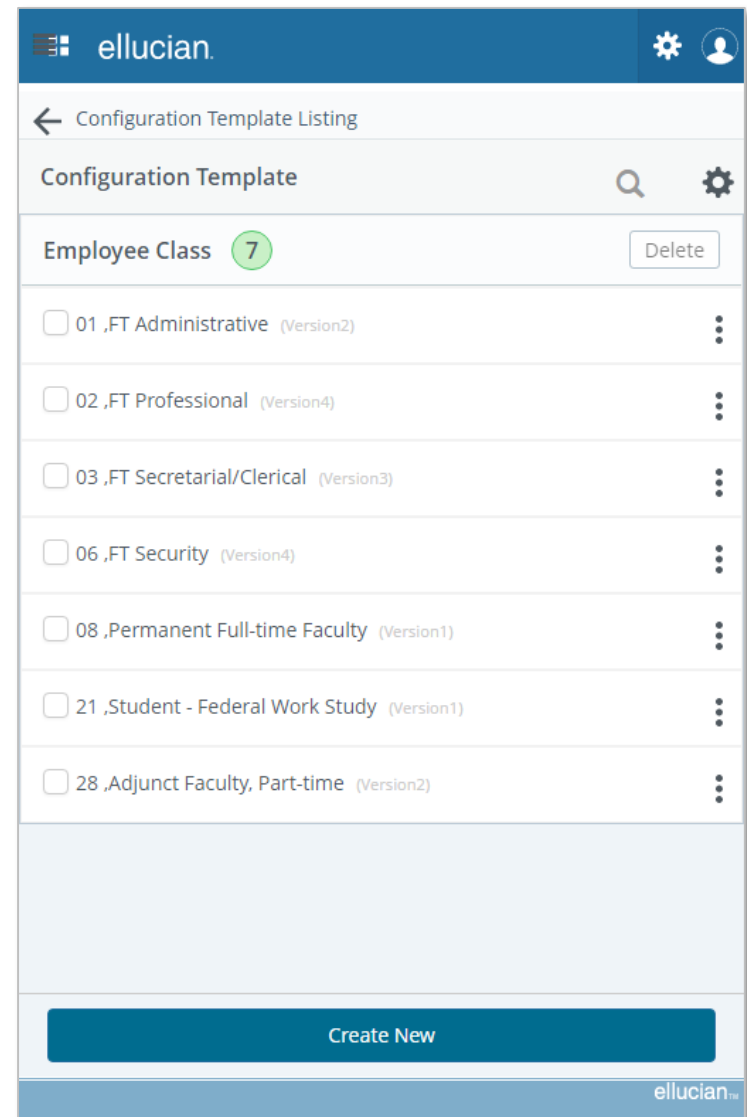 ellucian.
Configuration Template Listing
Configuration Template
Employee Class 7 Delete
01 ,FT Administrative (Version2)
02 ,FT Professional (Version4)
03 ,FT Secretarial/Clerical (Version3)
06 ,FT Security (Version4)
08 ,Permanent Full-time Faculty (Version1)
21 ,Student - Federal Work Study (Version1)
28 ,Adjunct Faculty, Part-time (Version2)
Create New
ellucian™